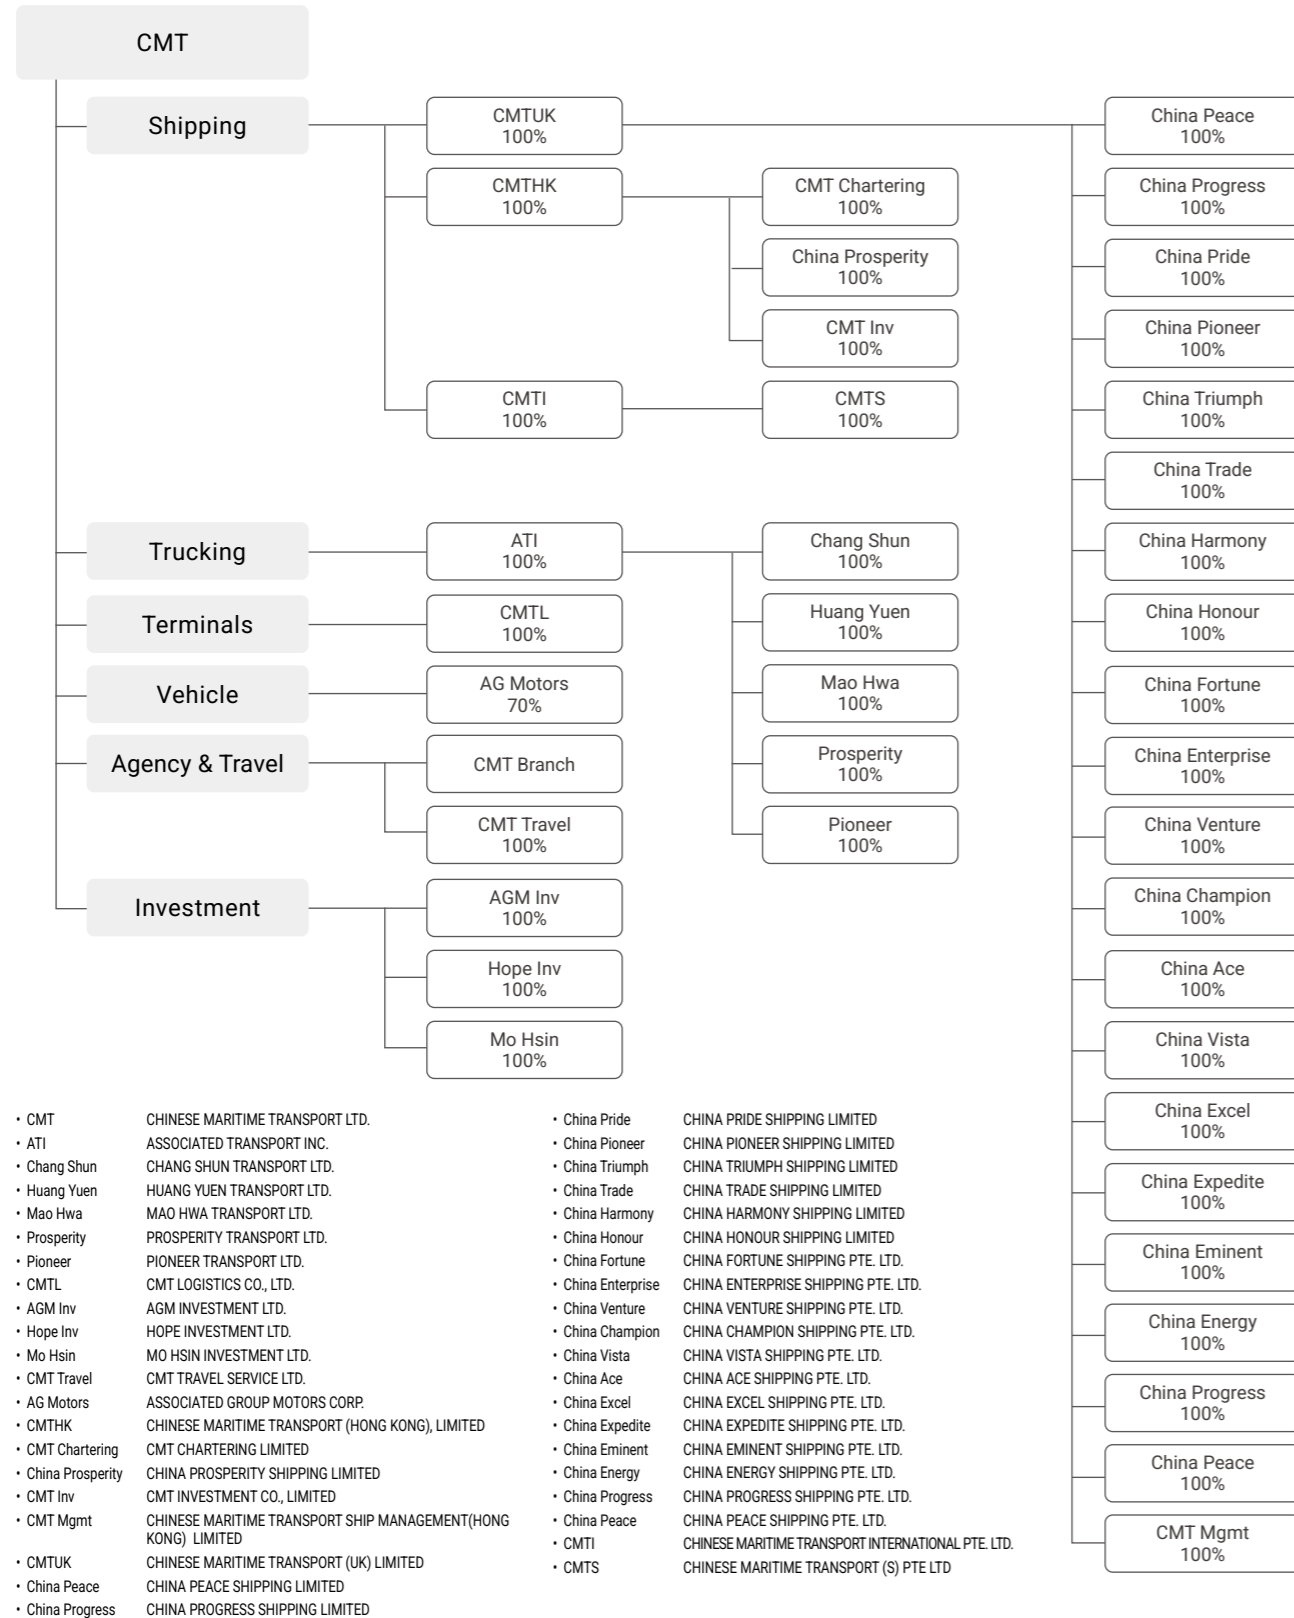 CMT
Shipping
CMTUK
100%
China Peace
100%
CMTHK
100%
CMT Chartering
100%
China Progress
100%
China Prosperity
100%
China Pride
100%
CMT Inv
100%
China Pioneer
100%
CMTI
100%
CMTS
100%
China Triumph
100%
China Trade
100%
Trucking
ATI
100%
Chang Shun
100%
China Harmony
100%
Terminals
CMTL
100%
Huang Yuen
100%
China Honour
100%
Vehicle
AG Motors
70%
Mao Hwa
100%
China Fortune
100%
Agency & Travel
CMT Branch
Prosperity
100%
China Enterprise
100%
CMT Travel
100%
Pioneer
100%
China Venture
100%
Investment
AGM Inv
100%
China Champion
100%
Hope Inv
100%
China Ace
100%
Mo Hsin
100%
China Vista
100%
China Excel
100%
China Expedite
100%
China Eminent
100%
China Energy
100%
China Progress
100%
China Peace
100%
CMT Mgmt
100%
• CMT CHINESE MARITIME TRANSPORT LTD.
• ATI ASSOCIATED TRANSPORT INC.
• Chang Shun CHANG SHUN TRANSPORT LTD.
• Huang Yuen HUANG YUEN TRANSPORT LTD.
• Mao Hwa MAO HWA TRANSPORT LTD.
• Prosperity PROSPERITY TRANSPORT LTD.
• Pioneer PIONEER TRANSPORT LTD.
• CMTL CMT LOGISTICS CO., LTD.
• AGM Inv AGM INVESTMENT LTD.
• Hope Inv HOPE INVESTMENT LTD.
• Mo Hsin MO HSIN INVESTMENT LTD.
• CMT Travel CMT TRAVEL SERVICE LTD.
• AG Motors ASSOCIATED GROUP MOTORS CORP.
• CMTHK CHINESE MARITIME TRANSPORT (HONG KONG), LIMITED
• CMT Chartering CMT CHARTERING LIMITED
• China Prosperity CHINA PROSPERITY SHIPPING LIMITED
• CMT Inv CMT INVESTMENT CO., LIMITED
• CMT Mgmt CHINESE MARITIME TRANSPORT SHIP MANAGEMENT(HONG
KONG) LIMITED
• CMTUK CHINESE MARITIME TRANSPORT (UK) LIMITED
• China Peace CHINA PEACE SHIPPING LIMITED
• China Progress CHINA PROGRESS SHIPPING LIMITED
• China Pride CHINA PRIDE SHIPPING LIMITED
• China Pioneer CHINA PIONEER SHIPPING LIMITED
• China Triumph CHINA TRIUMPH SHIPPING LIMITED
• China Trade CHINA TRADE SHIPPING LIMITED
• China Harmony CHINA HARMONY SHIPPING LIMITED
• China Honour CHINA HONOUR SHIPPING LIMITED
• China Fortune CHINA FORTUNE SHIPPING PTE. LTD.
• China Enterprise CHINA ENTERPRISE SHIPPING PTE. LTD.
• China Venture CHINA VENTURE SHIPPING PTE. LTD.
• China Champion CHINA CHAMPION SHIPPING PTE. LTD.
• China Vista CHINA VISTA SHIPPING PTE. LTD.
• China Ace CHINA ACE SHIPPING PTE. LTD.
• China Excel CHINA EXCEL SHIPPING PTE. LTD.
• China Expedite CHINA EXPEDITE SHIPPING PTE. LTD.
• China Eminent CHINA EMINENT SHIPPING PTE. LTD.
• China Energy CHINA ENERGY SHIPPING PTE. LTD.
• China Progress CHINA PROGRESS SHIPPING PTE. LTD.
• China Peace CHINA PEACE SHIPPING PTE. LTD.
• CMTI CHINESE MARITIME TRANSPORT INTERNATIONAL PTE. LTD.
• CMTS CHINESE MARITIME TRANSPORT (S) PTE LTD